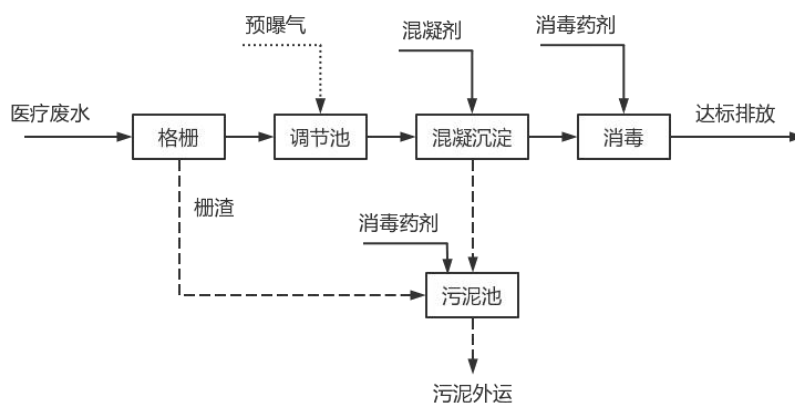 预曝气
混凝剂
消毒药剂
医疗废水
格栅
调节池
混凝沉淀
消毒
达标排放
栅渣
消毒药剂
污泥池
污泥外运